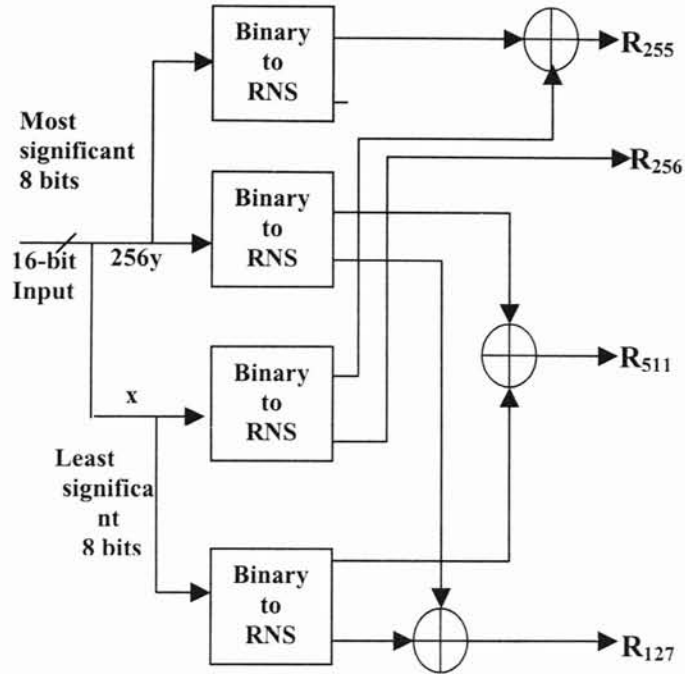 Binary
to
RNS
R255
Most
significant
8 bits
R256
Binary
to
RNS
16-bit
Input
256y
Binary
to
RNS
R511
x
Least
significa
nt
8 bits
Binary
to
RNS
R127